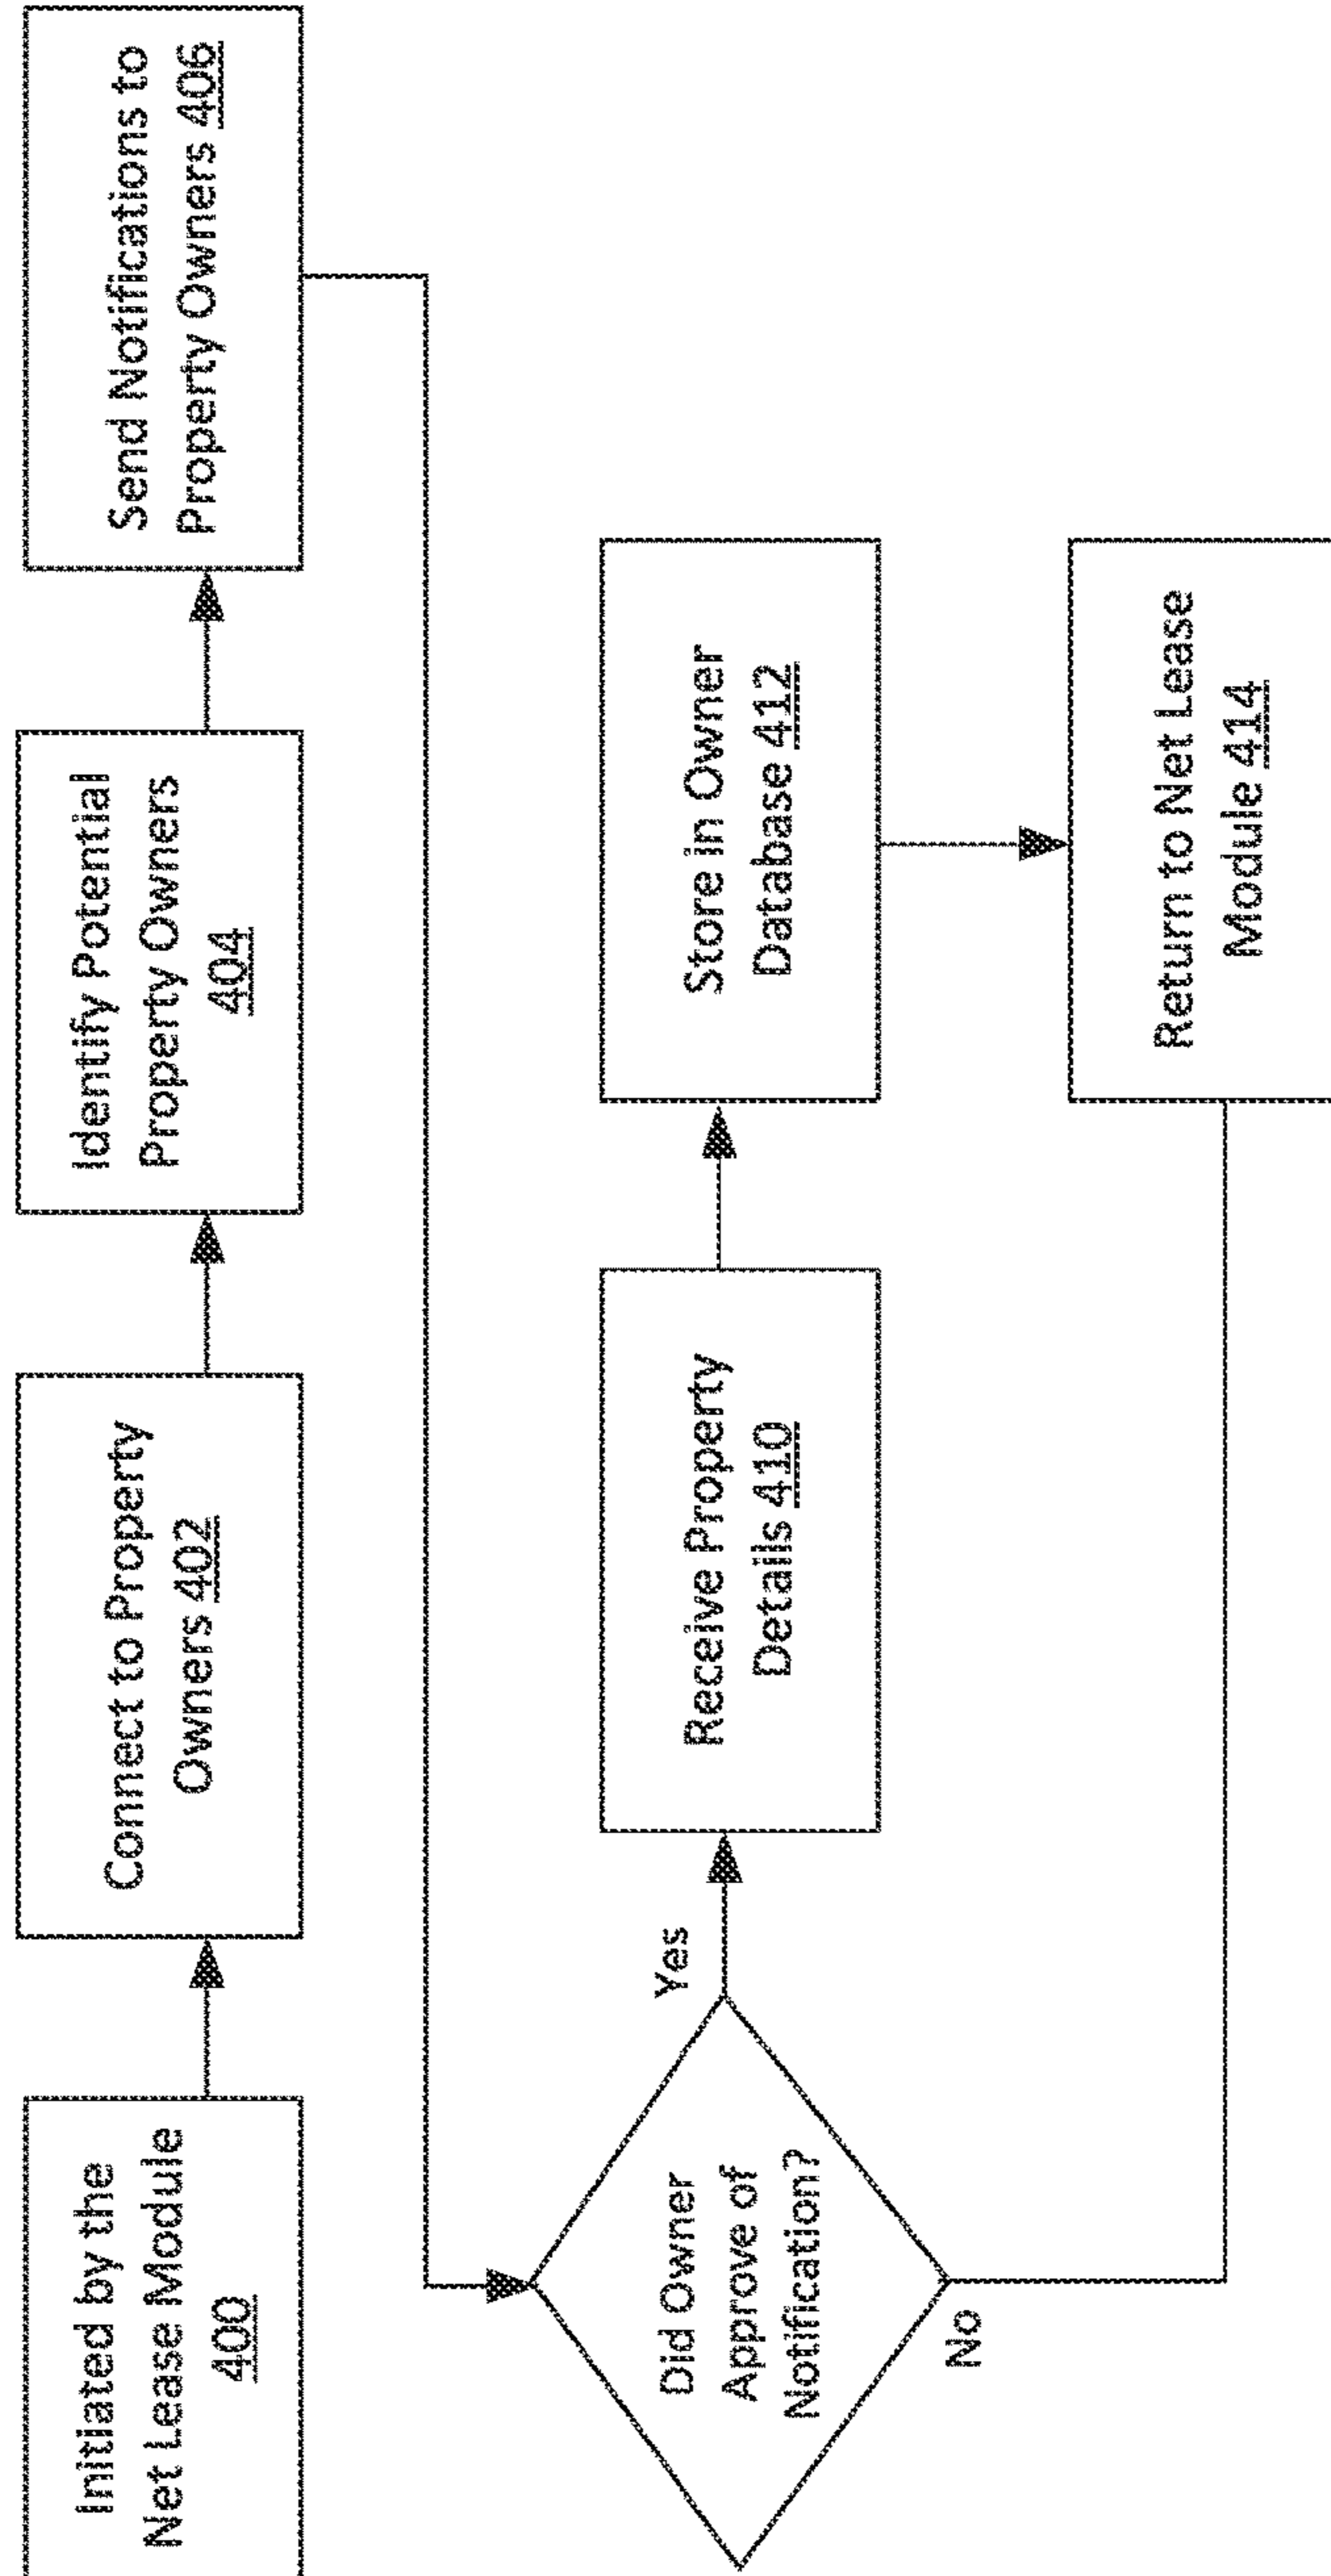 Initiated by the
Net Lease Module
400
Connect to Property
Owners 402
Identify Potential
Property Owners
404
Send Notifications to
Property Owners 406
Did Owner
Approve of
Notification?
Yes
No
Receive Property
Details 410
Store in Owner
Database 412
Return to Net Lease
Module 414